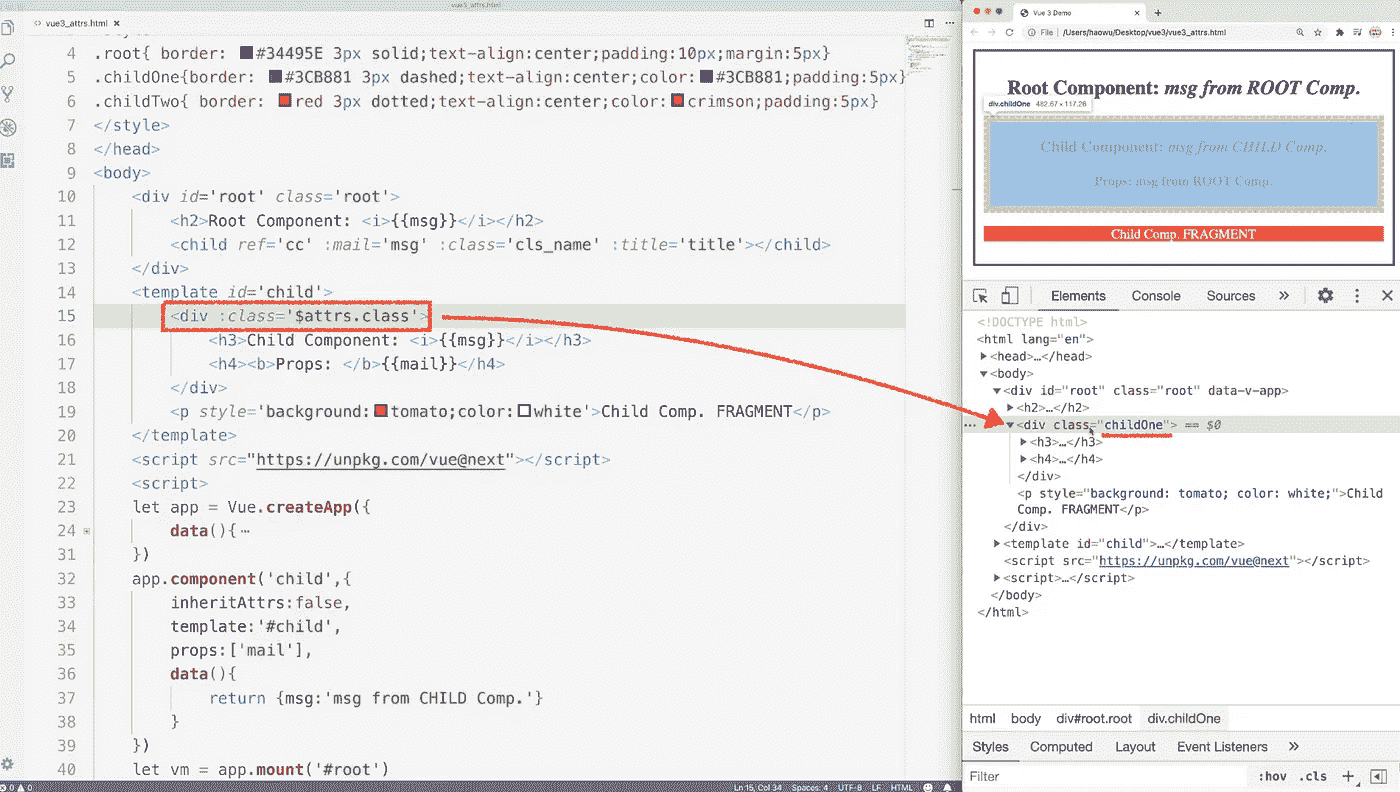 vue3_attrs.html
vue3_attrs.html
4 .root{ border: #34495E 3px solid;text-align:center;padding:10px;margin:5px}
5 .childOne{border: #3CB881 3px dashed;text-align:center;color:#3CB881;padding:5px}
6 .childTwo{ border: red 3px dotted;text-align:center;color:crimson;padding:5px}
7 </style>
8 </head>
9 <body>
10 <div id='root' class='root'>
11 <h2>Root Component: <i>{{msg}}</i></h2>
12 <child ref='cc' :mail='msg' :class='cls_name' :title='title'></child>
13 </div>
14 <template id='child'>
15 <div :class='$attrs.class'>
16 <h3>Child Component: <i>{{msg}}</i></h3>
17 <h4><b>Props: </b>{{mail}}</h4>
18 </div>
19 <p style='background:tomato;color:white'>Child Comp. FRAGMENT</p>
20 </template>
21 <script src="https://unpkg.com/vue@next"></script>
22 <script>
23 let app = Vue.createApp({
24 data(){⋯
31 })
32 app.component('child',{
33 inheritAttrs:false,
34 template:'#child',
35 props:['mail'],
36 data(){
37 return {msg:'msg from CHILD Comp.'}
38 }
39 })
40 let vm = app.mount('#root')
0 0 Ln 15, Col 34 Spaces: 4 UTF-8 LF HTML
Vue 3 Demo
File /Users/haowu/Desktop/vue3/vue3_attrs.html
Root Component: msg from ROOT Comp.
div.childOne 482.67 × 117.26
Child Component: msg from CHILD Comp.
Props: msg from ROOT Comp.
Child Comp. FRAGMENT
Elements Console Sources »
<!DOCTYPE html>
<html lang="en">
<head>…</head>
<body>
<div id="root" class="root" data-v-app>
<h2>…</h2>
<div class="childOne"> == $0
<h3>…</h3>
<h4>…</h4>
</div>
<p style="background: tomato; color: white;">Child
Comp. FRAGMENT</p>
</div>
<template id="child">…</template>
<script src="https://unpkg.com/vue@next"></script>
<script>…</script>
</body>
</html>
html body div#root.root div.childOne
Styles Computed Layout Event Listeners »
Filter :hov .cls +